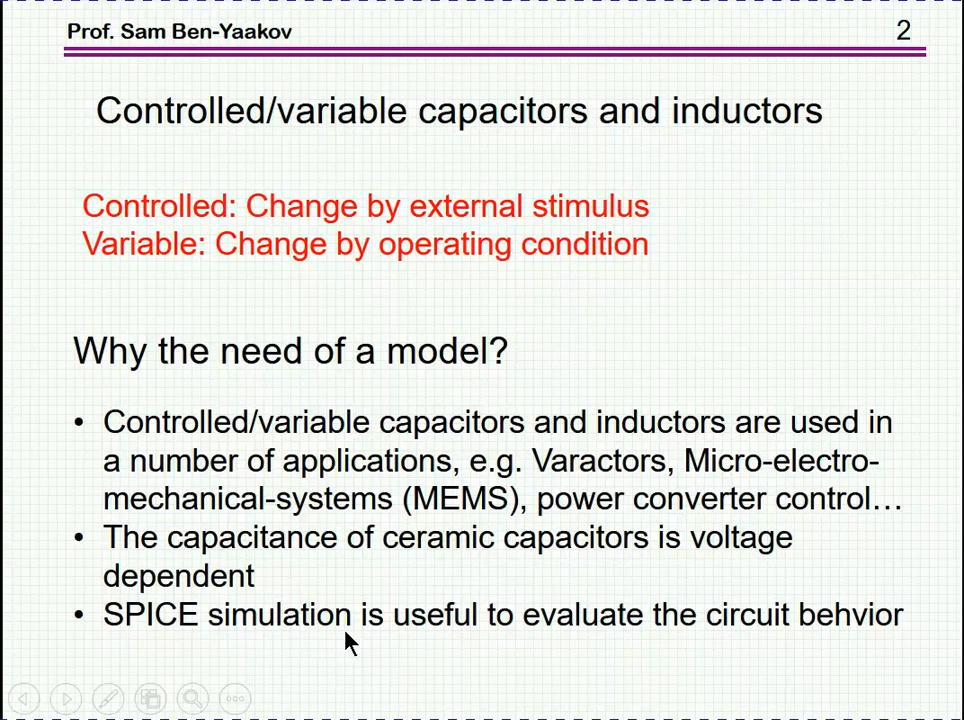 Prof. Sam Ben-Yaakov
2
Controlled/variable capacitors and inductors
Controlled: Change by external stimulus
Variable: Change by operating condition
Why the need of a model?
• Controlled/variable capacitors and inductors are used in
a number of applications, e.g. Varactors, Micro-electro-
mechanical-systems (MEMS), power converter control…
• The capacitance of ceramic capacitors is voltage
dependent
• SPICE simulation is useful to evaluate the circuit behvior